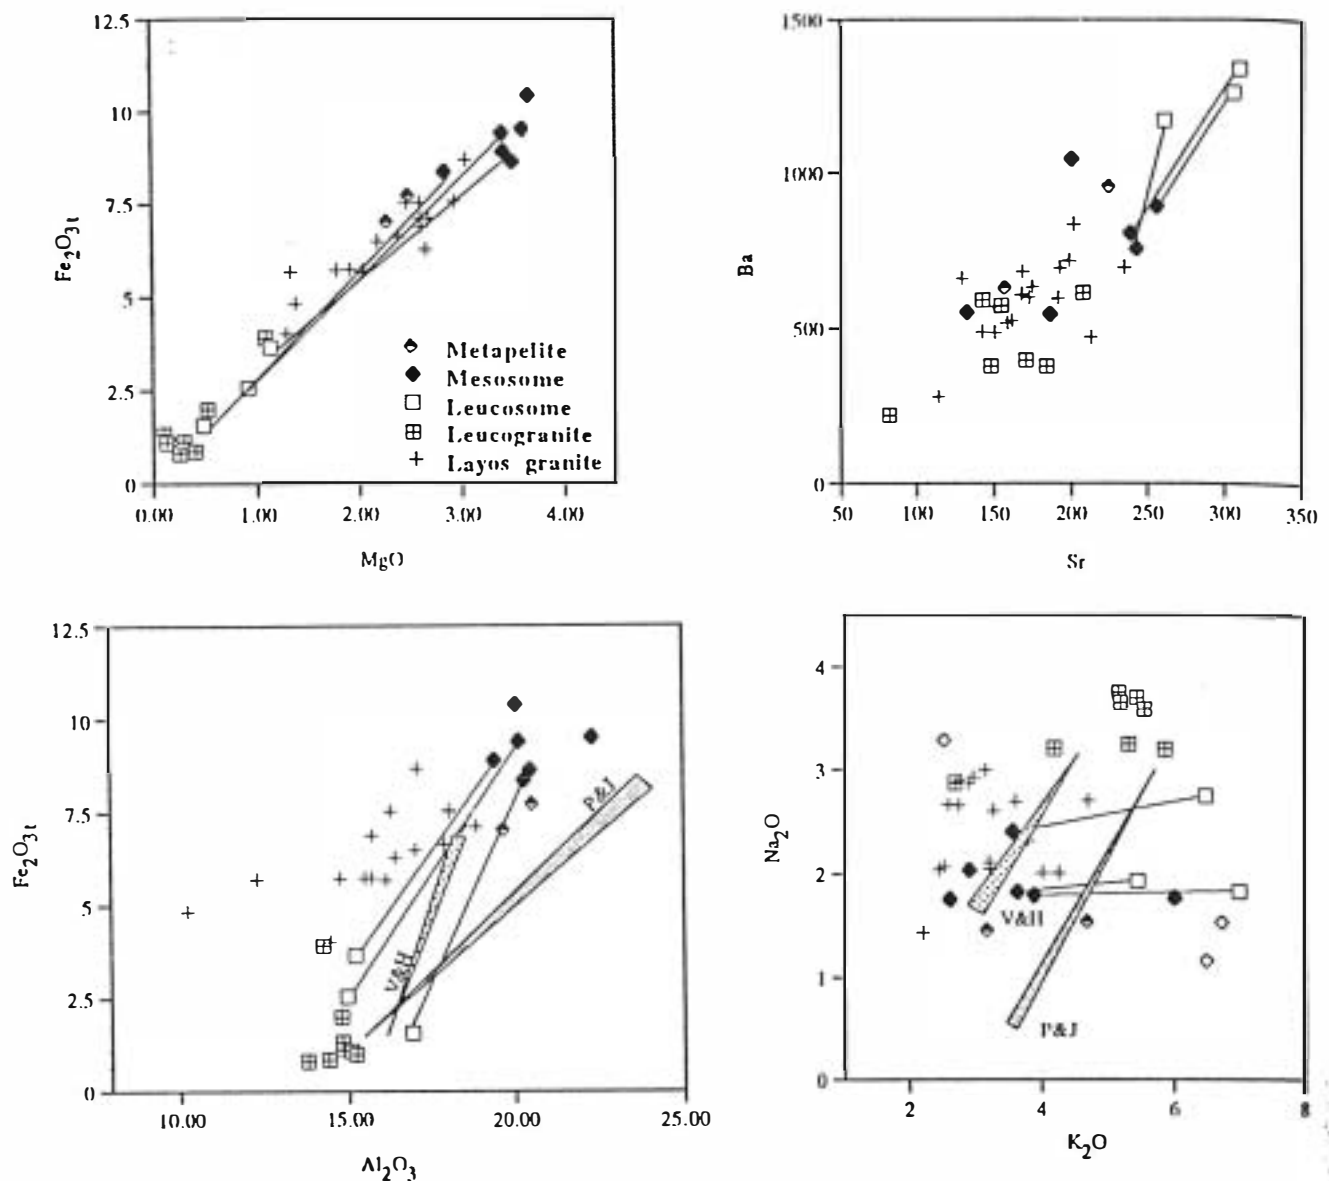 12.5
10
7.5
5
2.5
0
Fe2O3t
0.00 1.00 2.00 3.00 4.00
MgO
Metapelite
Mesosome
Leucosome
Leucogranite
Layos granite
1500
1000
500
0
Ba
50 100 150 200 250 300 350
Sr
12.5
10
7.5
5
2.5
0
Fe2O3t
P&J
V&H
10.00 15.00 20.00 25.00
Al2O3
4
3
2
1
0
Na2O
V&H
P&J
2 4 6 8
K2O